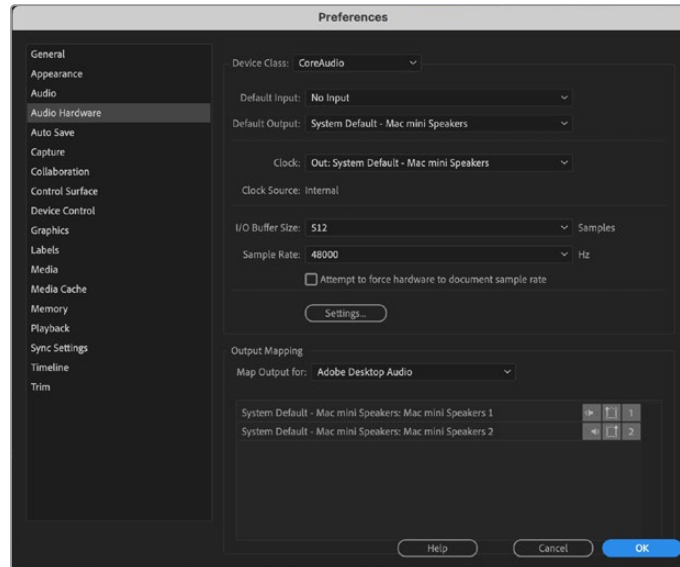 Preferences
General
Appearance
Audio
Audio Hardware
Auto Save
Capture
Collaboration
Control Surface
Device Control
Graphics
Labels
Media
Media Cache
Memory
Playback
Sync Settings
Timeline
Trim
Device Class: CoreAudio
Default Input: No Input
Default Output: System Default - Mac mini Speakers
Clock: Out: System Default - Mac mini Speakers
Clock Source: Internal
I/O Buffer Size: 512 Samples
Sample Rate: 48000 Hz
Attempt to force hardware to document sample rate
Settings...
Output Mapping
Map Output for: Adobe Desktop Audio
System Default - Mac mini Speakers: Mac mini Speakers 1 1
System Default - Mac mini Speakers: Mac mini Speakers 2 2
Help Cancel OK